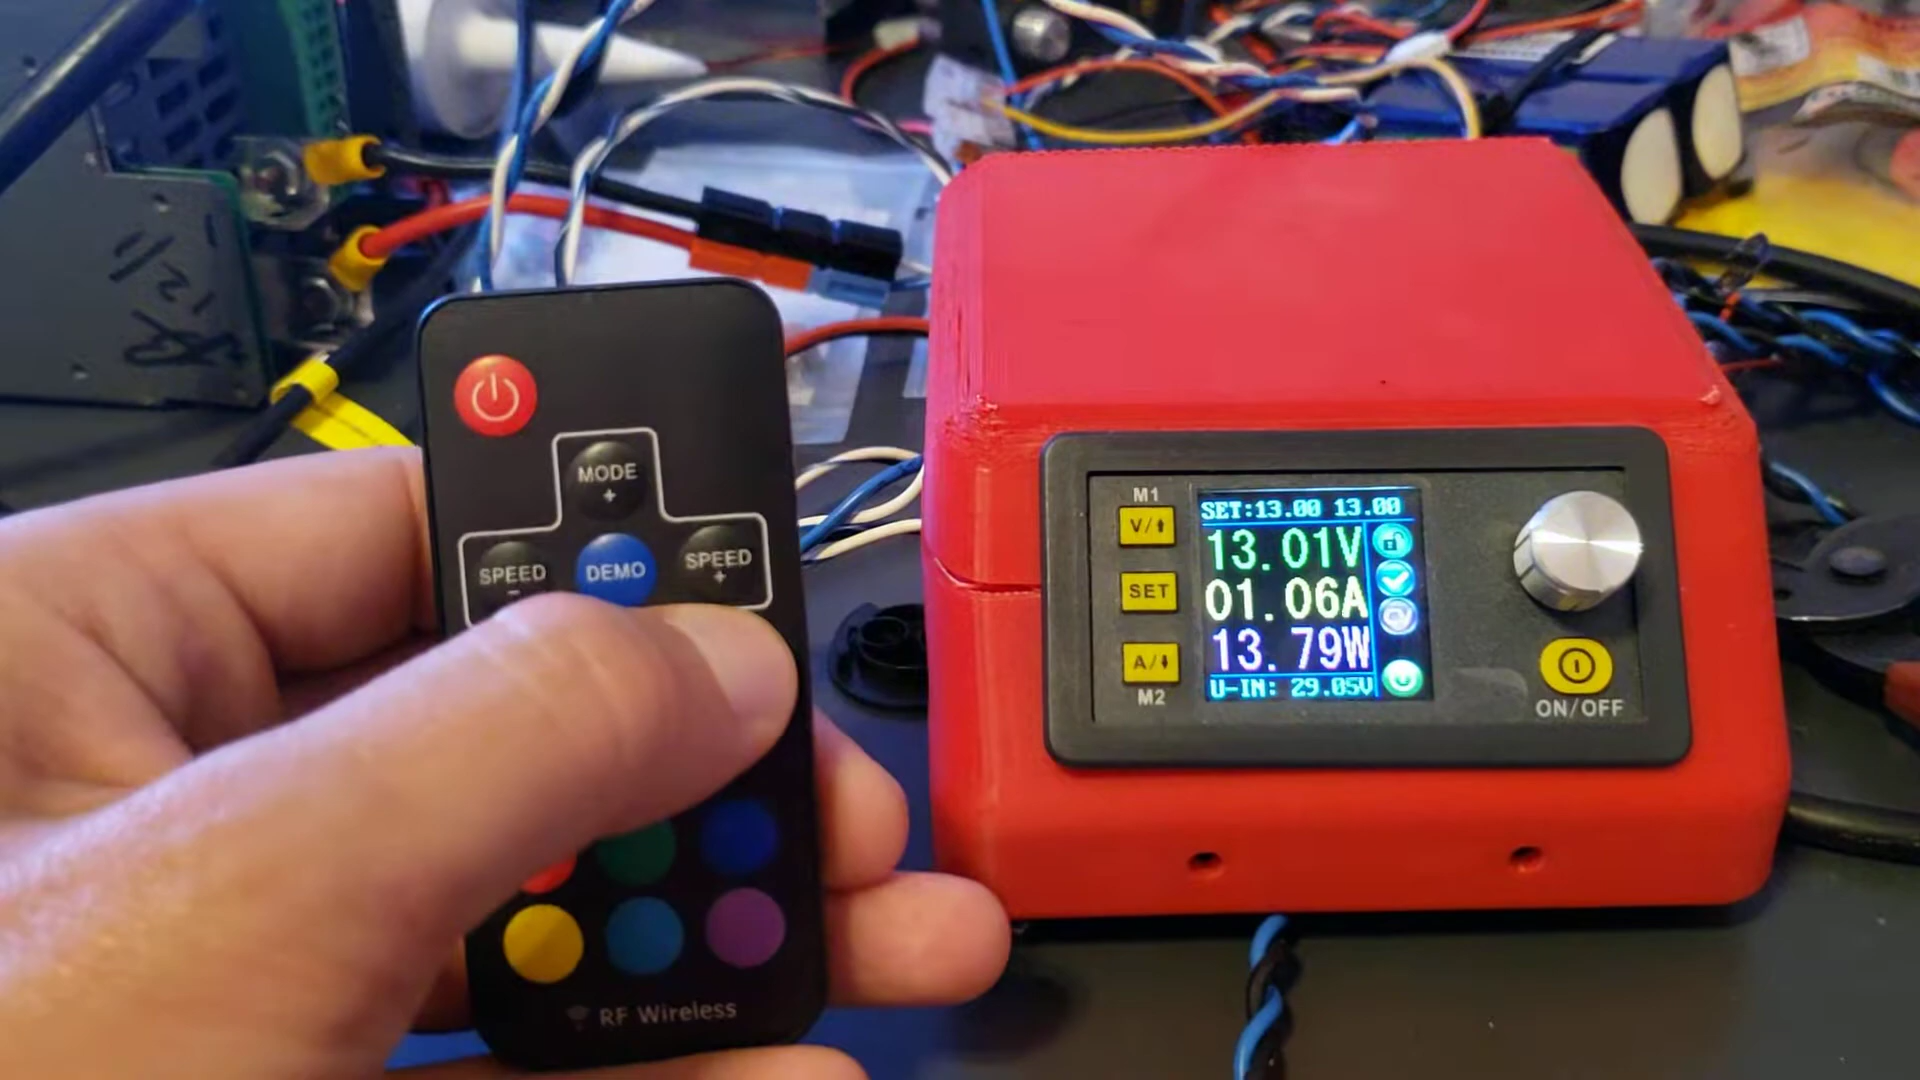 MODE
+
SPEED
-
DEMO
SPEED
+
RF Wireless
M1
V/⬆
SET
A/⬇
M2
SET:13.00 13.00
13.01V
01.06A
13.79W
U-IN: 29.05V
ON/OFF